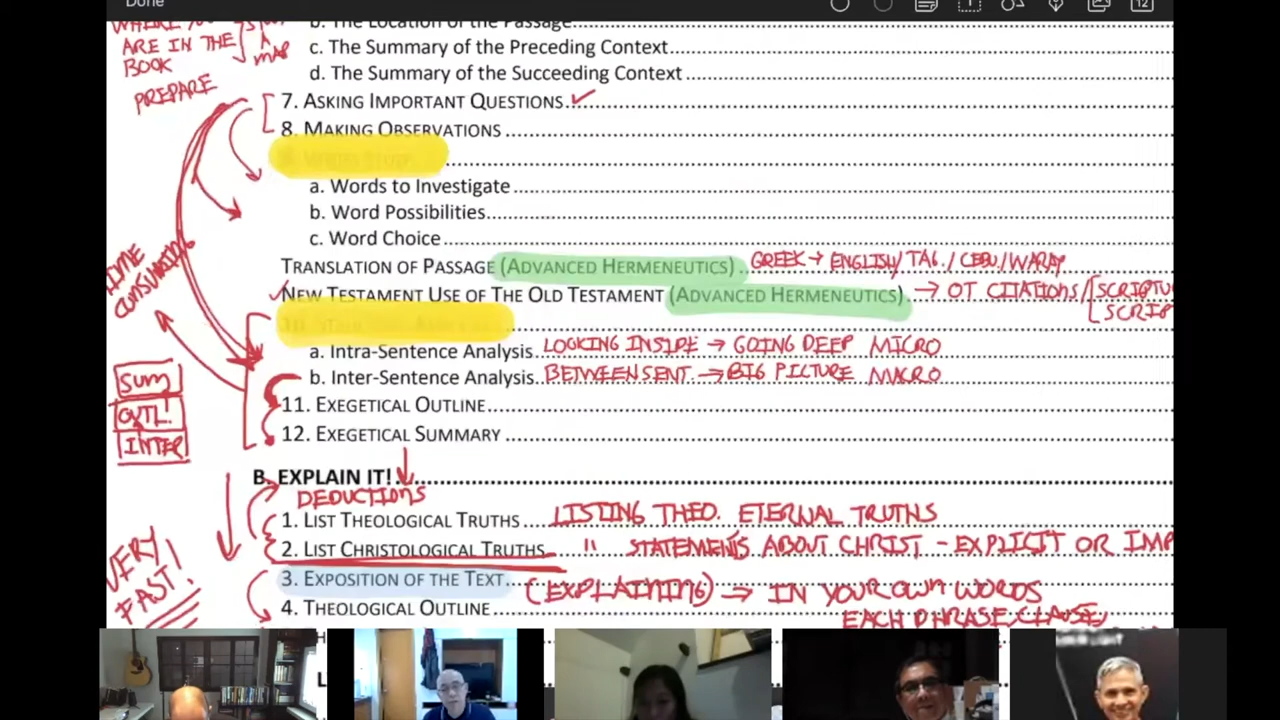 Done
12
b. The Location of the Passage
WHERE
ARE IN THE
BOOK
A
MAP
c. The Summary of the Preceding Context
d. The Summary of the Succeeding Context
PREPARE
7. ASKING IMPORTANT QUESTIONS
8. MAKING OBSERVATIONS
a. Words to Investigate
b. Word Possibilities
c. Word Choice
TIME
CONSUMING
TRANSLATION OF PASSAGE (ADVANCED HERMENEUTICS) GREEK → ENGLISH/TAG./CEBU/WARAY
NEW TESTAMENT USE OF THE OLD TESTAMENT (ADVANCED HERMENEUTICS) → OT CITATIONS/
a. Intra-Sentence Analysis LOOKING INSIDE → GOING DEEP MICRO
b. Inter-Sentence Analysis BETWEEN SENT → BIG PICTURE MACRO
SUM
OUTL.
INTER
11. EXEGETICAL OUTLINE
12. EXEGETICAL SUMMARY
B. EXPLAIN IT!
DEDUCTIONS
1. LIST THEOLOGICAL TRUTHS LISTING THEO. ETERNAL TRUTHS
2. LIST CHRISTOLOGICAL TRUTHS " STATEMENTS ABOUT CHRIST - EXPLICIT OR IMP
3. EXPOSITION OF THE TEXT (EXPLAINING) → IN YOUR OWN WORDS
4. THEOLOGICAL OUTLINE EACH PHRASE/CLAUSE/
VERY
FAST!